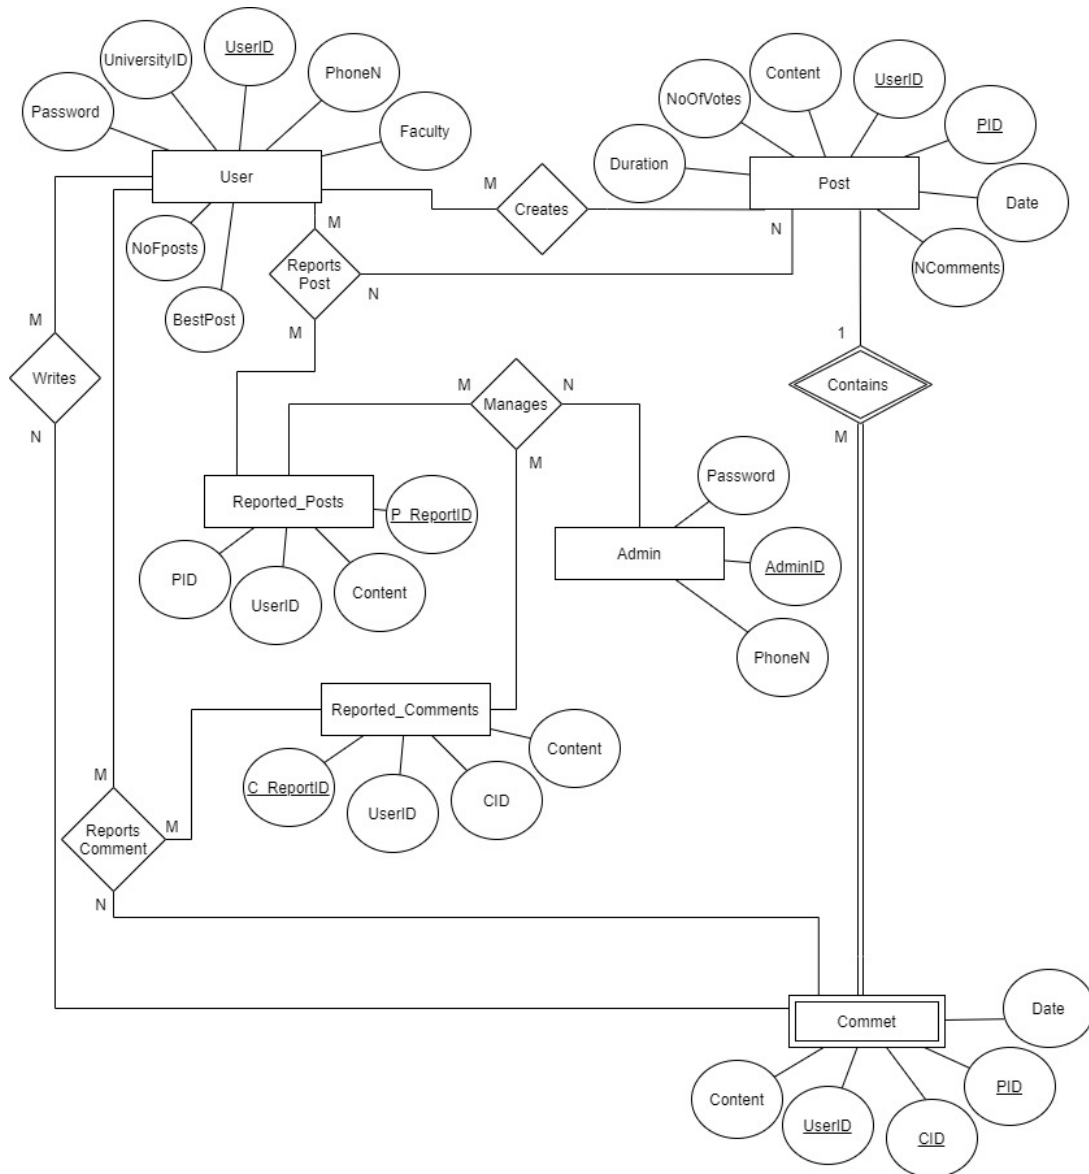 UserID
UniversityID
PhoneN
Password
Faculty
User
NoFposts
BestPost
M
Creates
N
Content
UserID
NoOfVotes
PID
Duration
Post
Date
NComments
M
Reports
Post
N
M
M
Writes
N
1
Contains
M
M
Manages
N
M
Reported_Posts
P_ReportID
PID
UserID
Content
Password
Admin
AdminID
PhoneN
Reported_Comments
C_ReportID
UserID
CID
Content
M
Reports
Comment
M
N
Commet
Date
Content
UserID
CID
PID